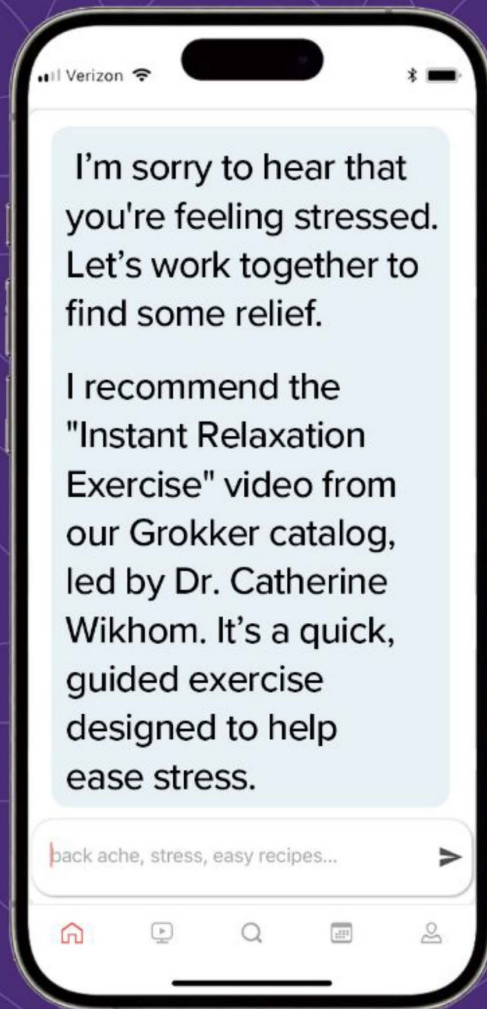 Verizon
I’m sorry to hear that
you're feeling stressed.
Let’s work together to
find some relief.
I recommend the
"Instant Relaxation
Exercise" video from
our Grokker catalog,
led by Dr. Catherine
Wikhom. It’s a quick,
guided exercise
designed to help
ease stress.
back ache, stress, easy recipes...